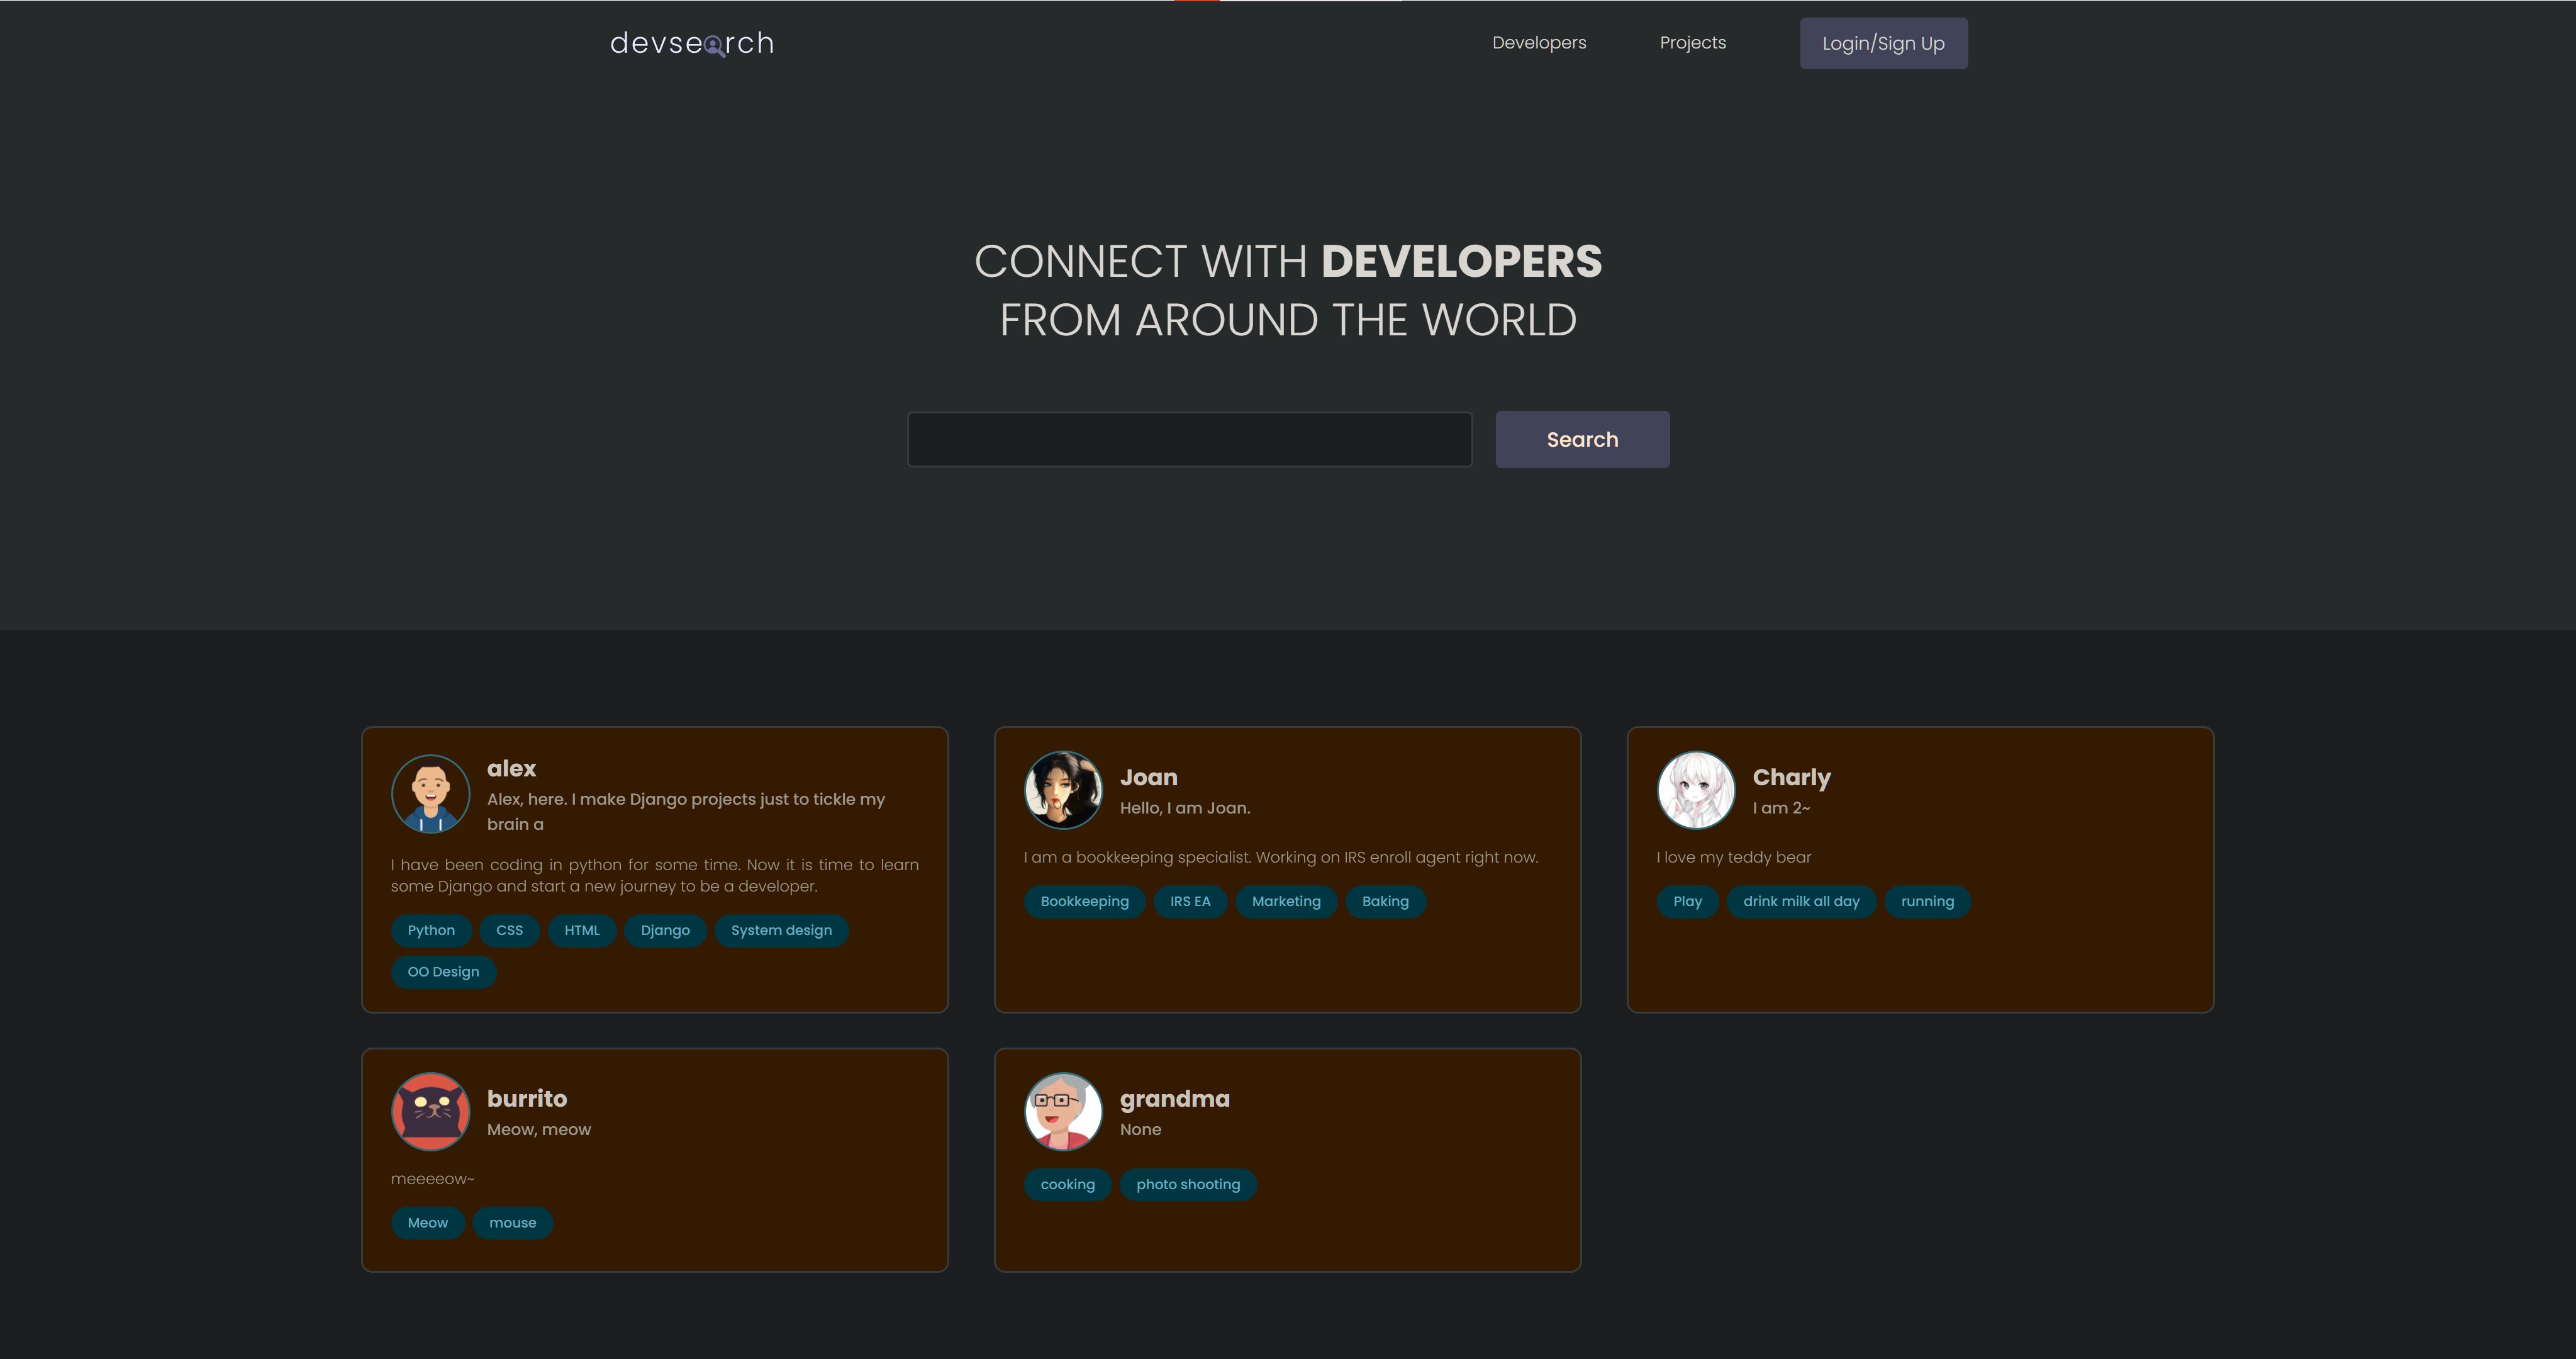 devsearch
Developers
Projects
Login/Sign Up
CONNECT WITH DEVELOPERS
FROM AROUND THE WORLD
Search
alex
Alex, here. I make Django projects just to tickle my
brain a
I have been coding in python for some time. Now it is time to learn
some Django and start a new journey to be a developer.
Python CSS HTML Django System design
OO Design
Joan
Hello, I am Joan.
I am a bookkeeping specialist. Working on IRS enroll agent right now.
Bookkeeping IRS EA Marketing Baking
Charly
I am 2~
I love my teddy bear
Play drink milk all day running
burrito
Meow, meow
meeeeow~
Meow mouse
grandma
None
cooking photo shooting